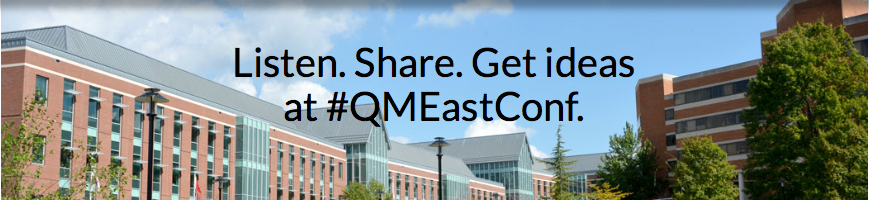 Listen. Share. Get ideas
at #QMEastConf.